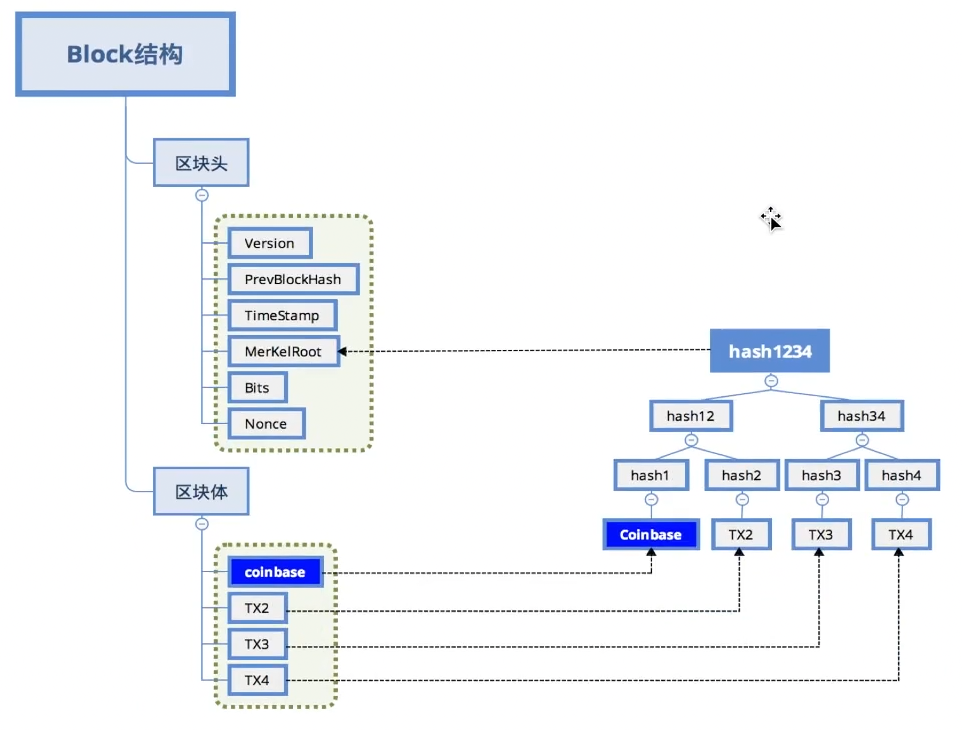 Block结构
区块头
Version
PrevBlockHash
TimeStamp
MerKelRoot
Bits
Nonce
区块体
coinbase
TX2
TX3
TX4
hash1234
hash12
hash34
hash1
hash2
hash3
hash4
Coinbase
TX2
TX3
TX4